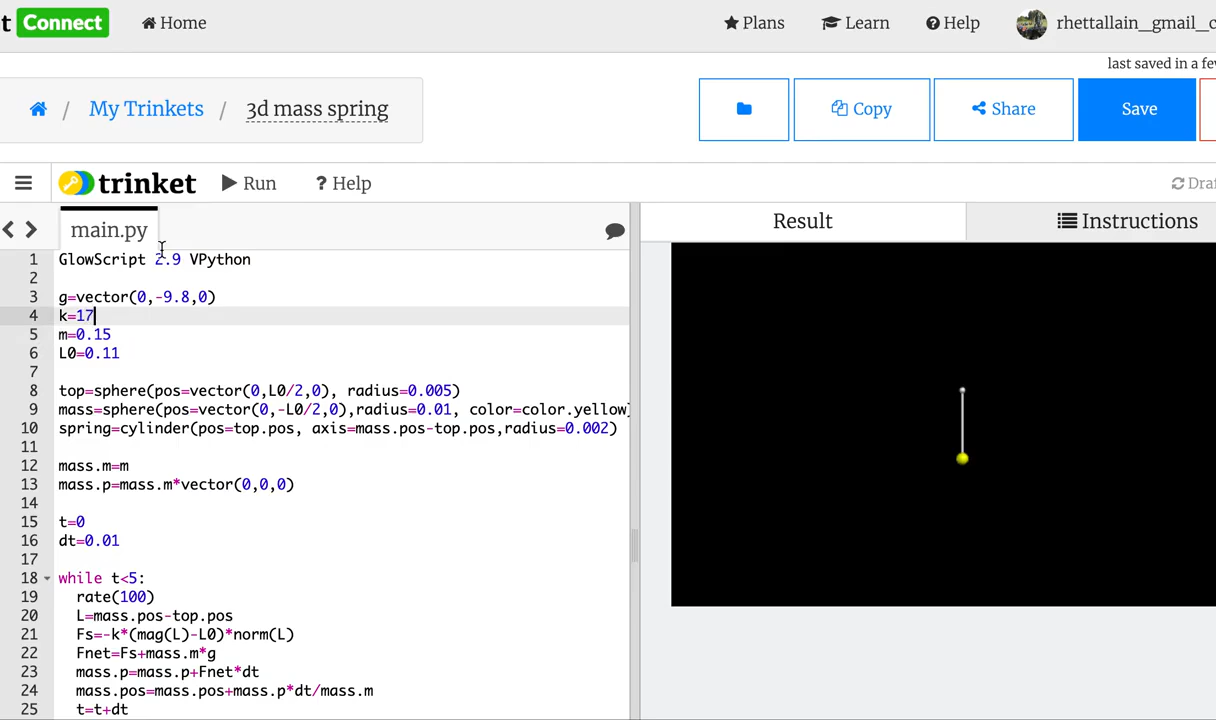 t Connect Home Plans Learn Help rhettallain_gmail_c
last saved in a few
/ My Trinkets / 3d mass spring Copy Share Save
trinket Run ? Help Draf
main.py Result Instructions
1 GlowScript 2.9 VPython
2
3 g=vector(0,-9.8,0)
4 k=17
5 m=0.15
6 L0=0.11
7
8 top=sphere(pos=vector(0,L0/2,0), radius=0.005)
9 mass=sphere(pos=vector(0,-L0/2,0),radius=0.01, color=color.yellow
10 spring=cylinder(pos=top.pos, axis=mass.pos-top.pos,radius=0.002)
11
12 mass.m=m
13 mass.p=mass.m*vector(0,0,0)
14
15 t=0
16 dt=0.01
17
18 while t<5:
19 rate(100)
20 L=mass.pos-top.pos
21 Fs=-k*(mag(L)-L0)*norm(L)
22 Fnet=Fs+mass.m*g
23 mass.p=mass.p+Fnet*dt
24 mass.pos=mass.pos+mass.p*dt/mass.m
25 t=t+dt